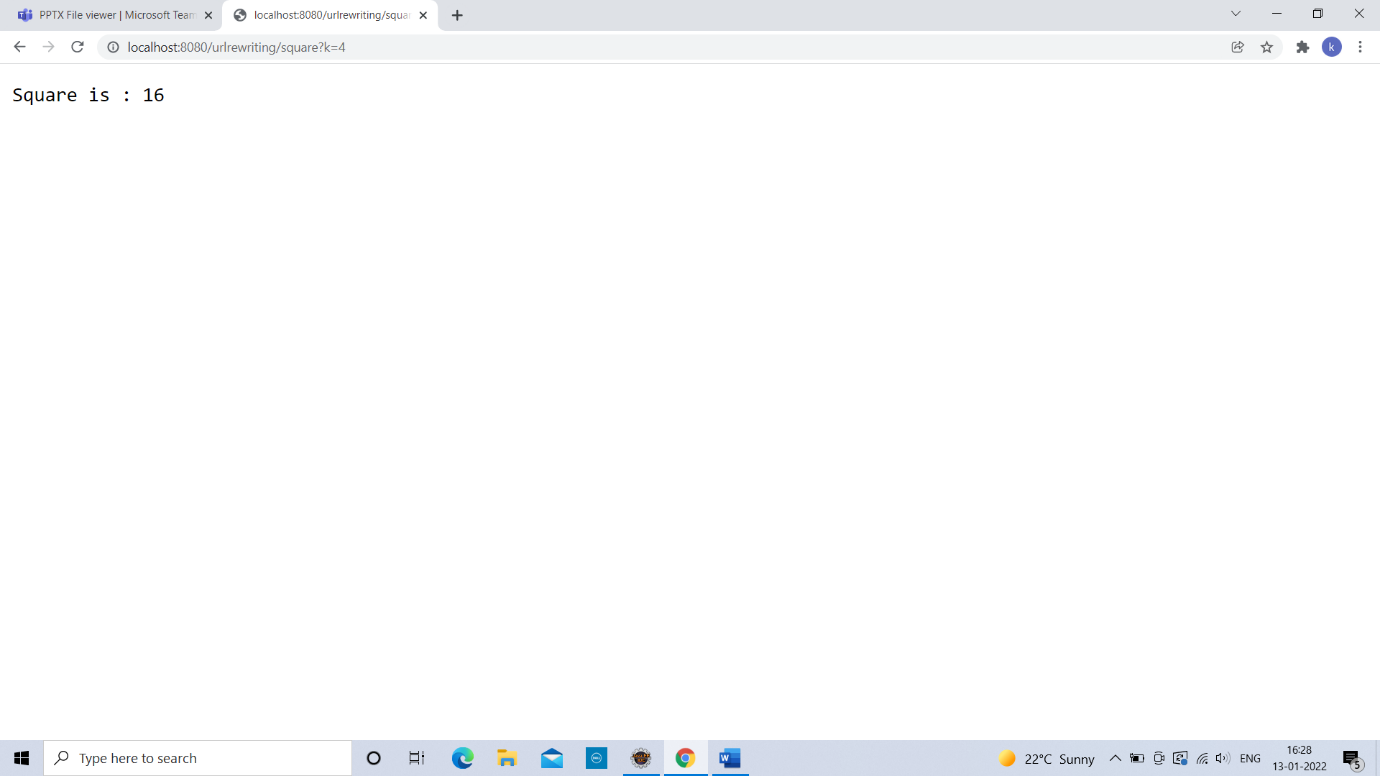 PPTX File viewer | Microsoft Team
localhost:8080/urlrewriting/squa
localhost:8080/urlrewriting/square?k=4
k
Square is : 16
Type here to search
22°C Sunny
ENG
16:28
13-01-2022
5